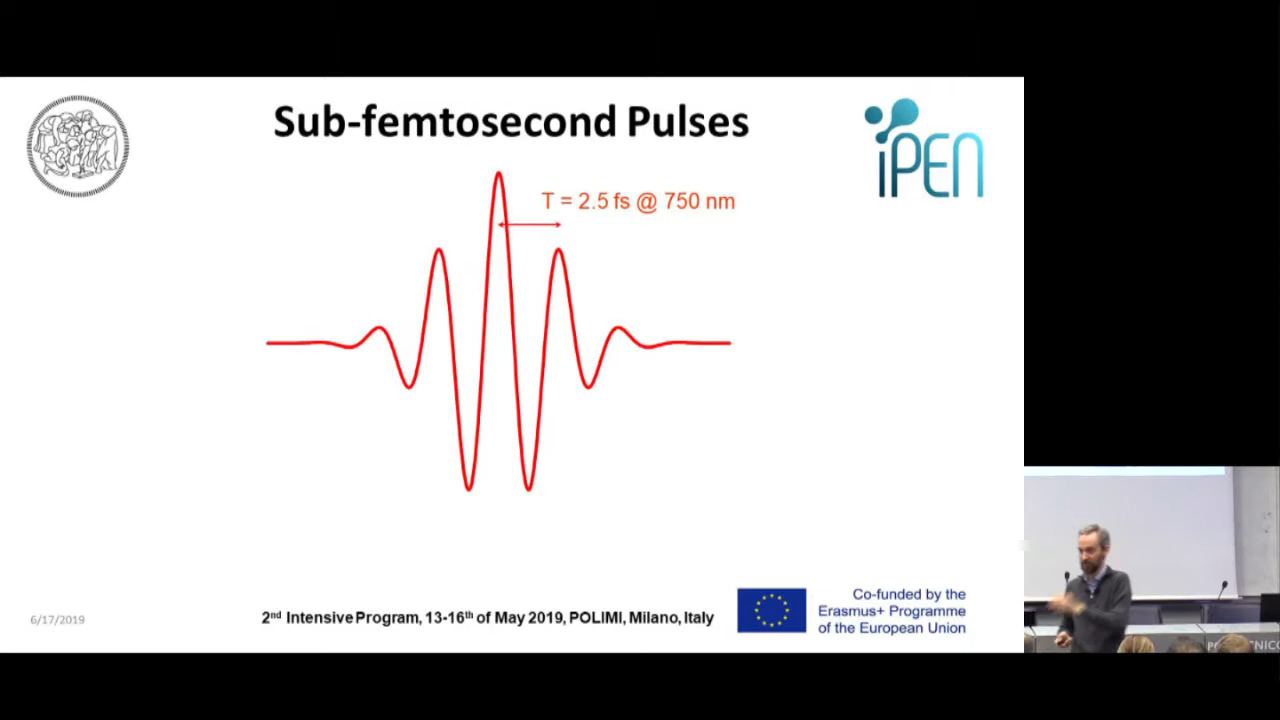 Sub-femtosecond Pulses
iPEN
T = 2.5 fs @ 750 nm
6/17/2019
2nd Intensive Program, 13-16th of May 2019, POLIMI, Milano, Italy
Co-funded by the
Erasmus+ Programme
of the European Union